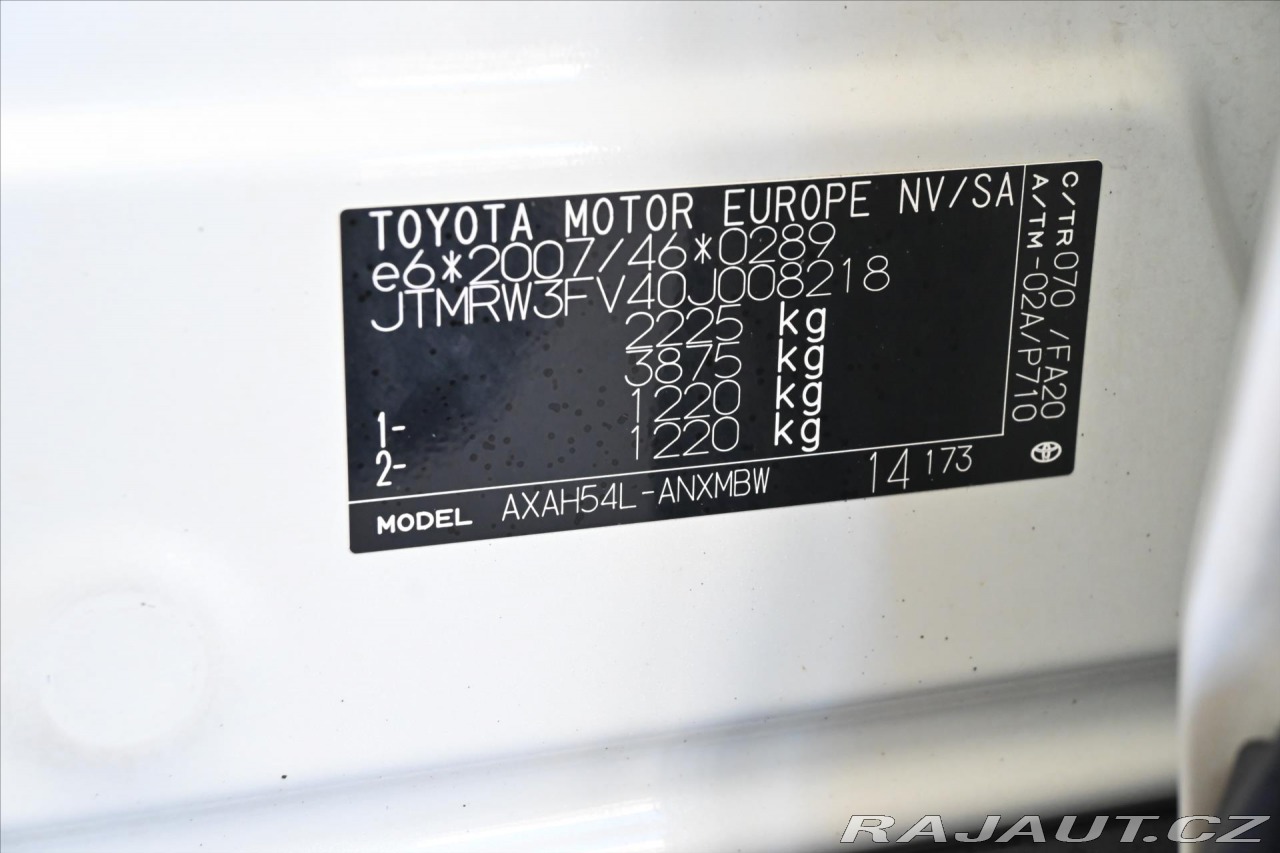 TOYOTA MOTOR EUROPE NV/SA
e6*2007/46*0289
JTMRW3FV40J008218
2225 kg
3875 kg
1- 1220 kg
2- 1220 kg
MODEL AXAH54L-ANXMBW 14 173
C/TR070 /FA20
A/TM-02A/P710
RAJAUT.CZ